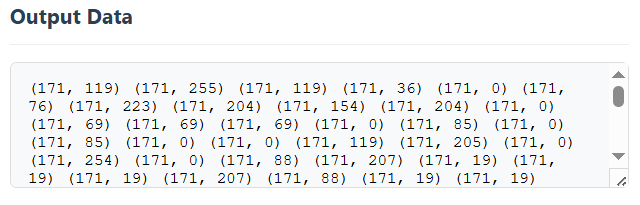 Output Data
(171, 119) (171, 255) (171, 119) (171, 36) (171, 0) (171,
76) (171, 223) (171, 204) (171, 154) (171, 204) (171, 0)
(171, 69) (171, 69) (171, 69) (171, 0) (171, 85) (171, 0)
(171, 85) (171, 0) (171, 0) (171, 119) (171, 205) (171, 0)
(171, 254) (171, 0) (171, 88) (171, 207) (171, 19) (171,
19) (171, 19) (171, 207) (171, 88) (171, 19) (171, 19)